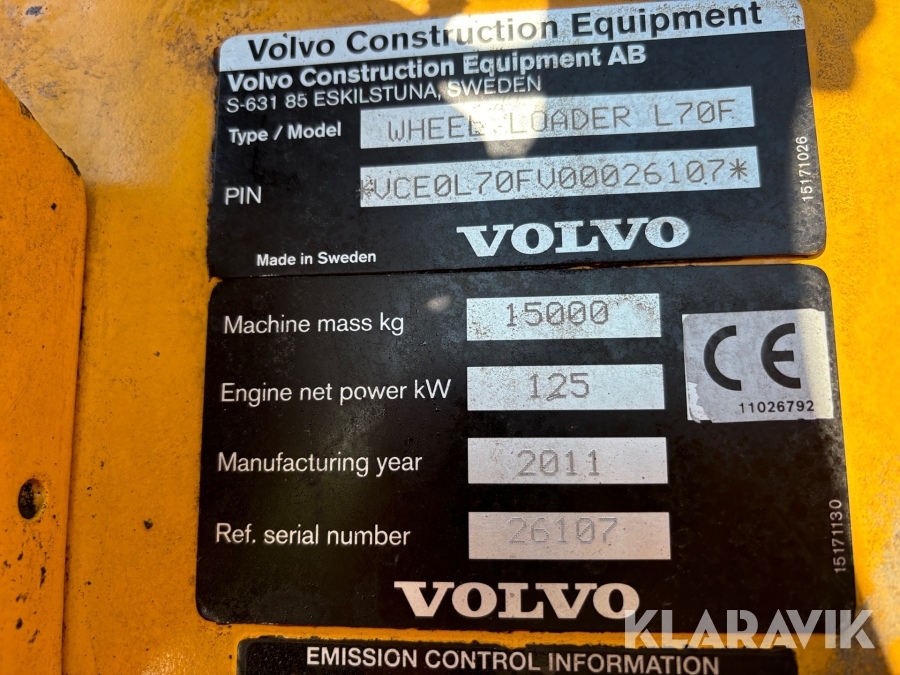 Volvo Construction Equipment
Volvo Construction Equipment AB
S-631 85 ESKILSTUNA, SWEDEN
Type / Model WHEEL LOADER L70F
PIN *VCE0L70FV00026107*
15171026
Made in Sweden VOLVO
Machine mass kg 15000
CE
Engine net power kW 125
11026792
Manufacturing year 2011
Ref. serial number 26107
15171130
VOLVO
KLARAVIK
EMISSION CONTROL INFORMATION